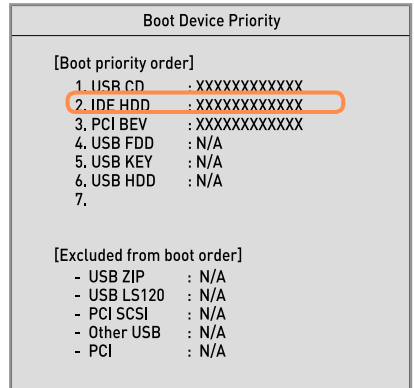 Boot Device Priority
[Boot priority order]
1. USB CD : XXXXXXXXXXXX
2. IDE HDD : XXXXXXXXXXXX
3. PCI BEV : XXXXXXXXXXXX
4. USB FDD : N/A
5. USB KEY : N/A
6. USB HDD : N/A
7.
[Excluded from boot order]
- USB ZIP : N/A
- USB LS120 : N/A
- PCI SCSI : N/A
- Other USB : N/A
- PCI : N/A